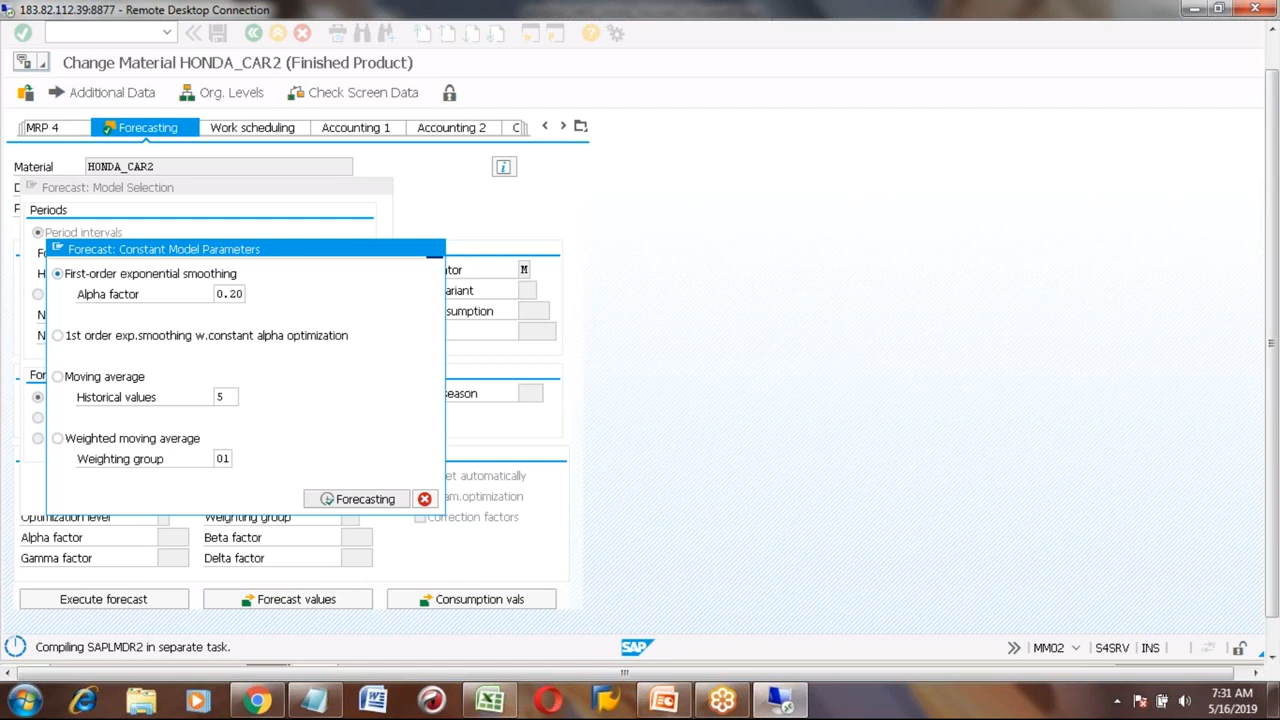 183.82.112.39:8877 - Remote Desktop Connection
Change Material HONDA_CAR2 (Finished Product)
Additional Data Org. Levels Check Screen Data
MRP 4 Forecasting Work scheduling Accounting 1 Accounting 2 C
Material HONDA_CAR2
Forecast: Model Selection
Periods
Period intervals
Forecast: Constant Model Parameters
First-order exponential smoothing
M
Alpha factor 0.20
ariant
sumption
1st order exp.smoothing w.constant alpha optimization
For
Moving average
Historical values 5
eason
Weighted moving average
Weighting group 01
et automatically
am.optimization
Forecasting
Optimization level Weighting group Correction factors
Alpha factor Beta factor
Gamma factor Delta factor
Execute forecast Forecast values Consumption vals
Compiling SAPLMDR2 in separate task.
SAP
MM02 S4SRV INS
7:31 AM
5/16/2019